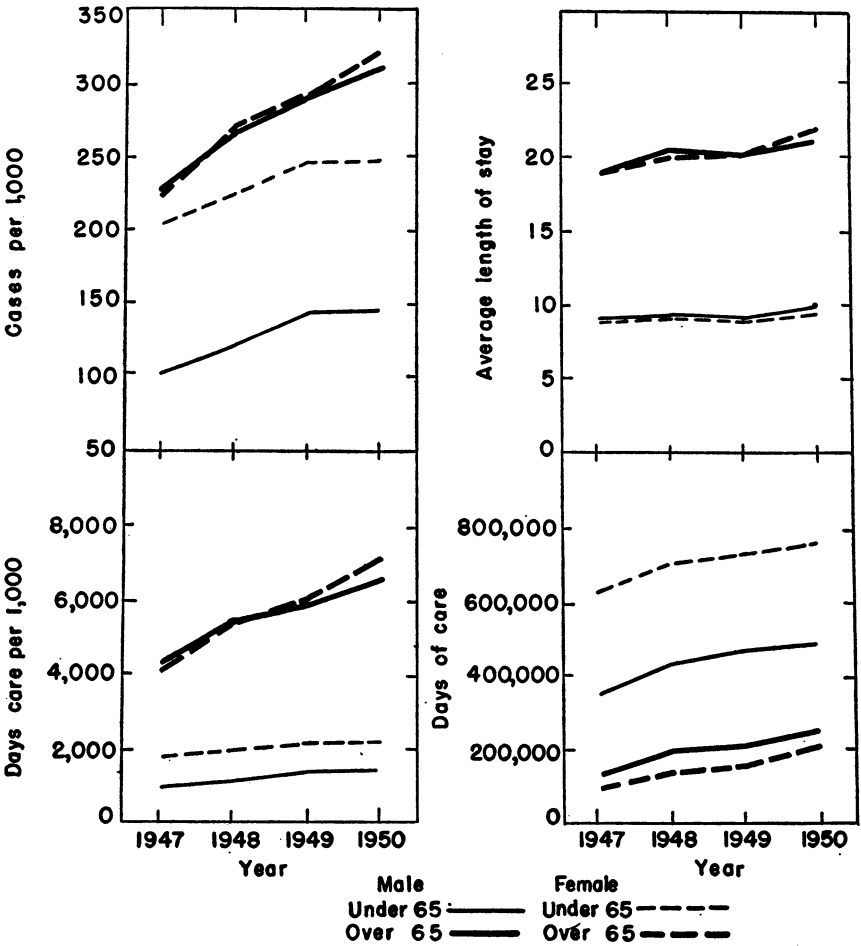 350
300
250
200
150
100
50
Cases per 1,000
25
20
15
10
5
0
Average length of stay
8,000
6,000
4,000
2,000
0
Days care per 1,000
1947 1948 1949 1950
Year
800,000
600,000
400,000
200,000
0
Days of care
1947 1948 1949 1950
Year
Male Female
Under 65 Under 65
Over 65 Over 65